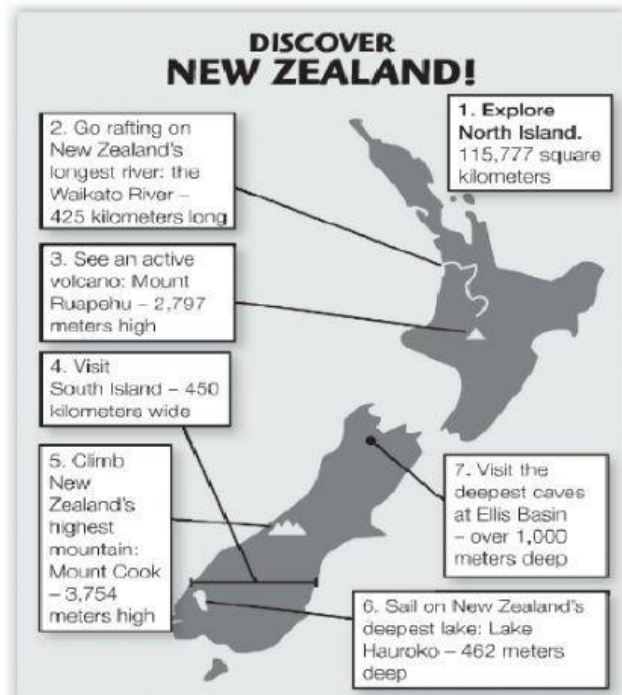 DISCOVER
NEW ZEALAND!
1. Explore
North Island.
115,777 square
kilometers
2. Go rafting on
New Zealand's
longest river: the
Waikato River –
425 kilometers long
3. See an active
volcano: Mount
Ruapehu – 2,797
meters high
4. Visit
South Island – 450
kilometers wide
5. Climb
New
Zealand's
highest
mountain:
Mount Cook
– 3,754
meters high
7. Visit the
deepest caves
at Ellis Basin
– over 1,000
meters deep
6. Sail on New Zealand's
deepest lake: Lake
Hauroko – 462 meters
deep